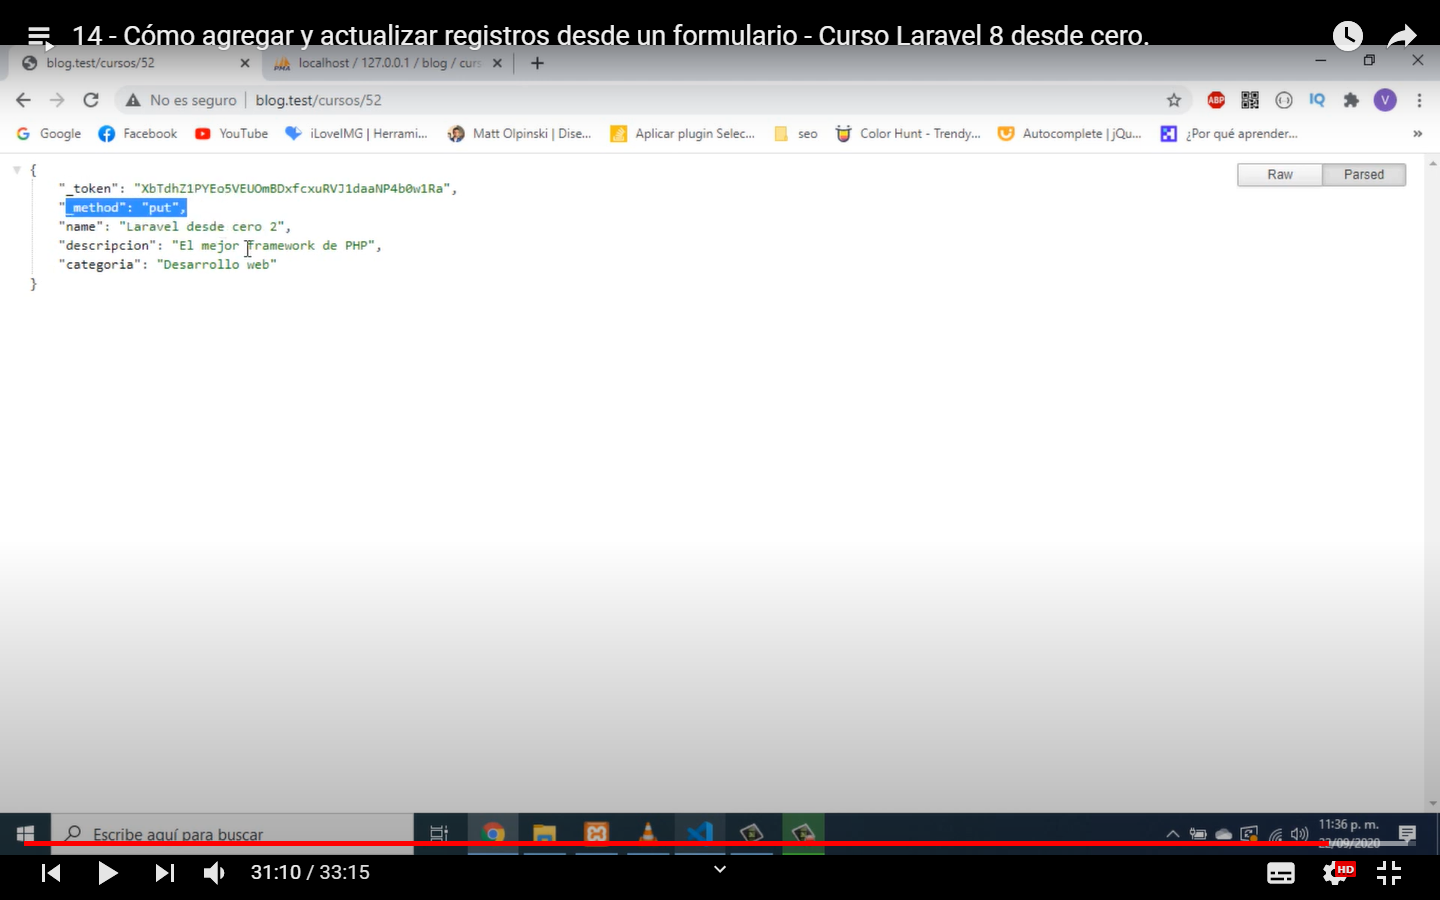 14 - Cómo agregar y actualizar registros desde un formulario - Curso Laravel 8 desde cero.
blog.test/cursos/52
localhost / 127.0.0.1 / blog / curs
No es seguro
blog.test/cursos/52
ABP
IQ
V
Google
Facebook
YouTube
iLoveIMG | Herrami...
Matt Olpinski | Dise...
Aplicar plugin Selec...
seo
Color Hunt - Trendy...
Autocomplete | jQu...
¿Por qué aprender...
»
Raw
Parsed
{
"_token": "XbTdhZ1PYEo5VEUOmBDxfcxuRVJ1daaNP4b0w1Ra",
"_method": "put",
"name": "Laravel desde cero 2",
"descripcion": "El mejor framework de PHP",
"categoria": "Desarrollo web"
}
Escribe aquí para buscar
11:36 p. m.
22/09/2020
31:10 / 33:15
HD